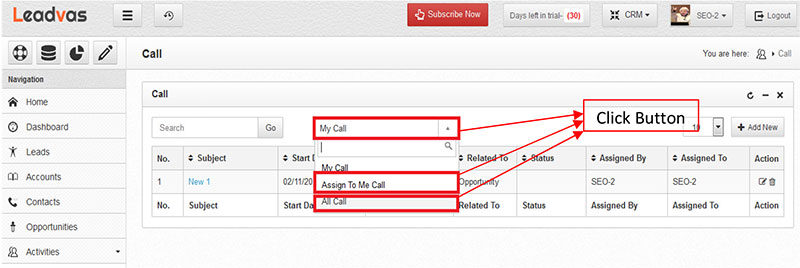 Leadvas
Subscribe Now
Days left in trial- (30)
CRM
SEO-2
Logout
Call
You are here: Call
Navigation
Home
Dashboard
Leads
Accounts
Contacts
Opportunities
Activities
Call
Search
Go
My Call
Click Button
Add New
My Call
Assign To Me Call
All Call
No. Subject Start D Related To Status Assigned By Assigned To Action
1 New 1 02/11/20 Opportunity SEO-2 SEO-2
No. Subject Start Da Related To Status Assigned By Assigned To Action